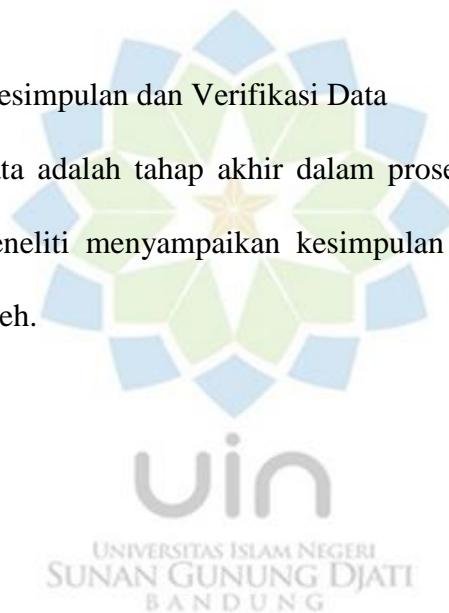 esimpulan dan Verifikasi Data
ta adalah tahap akhir dalam prose
eneliti menyampaikan kesimpulan
eh.
uin
UNIVERSITAS ISLAM NEGERI
SUNAN GUNUNG DJATI
BANDUNG